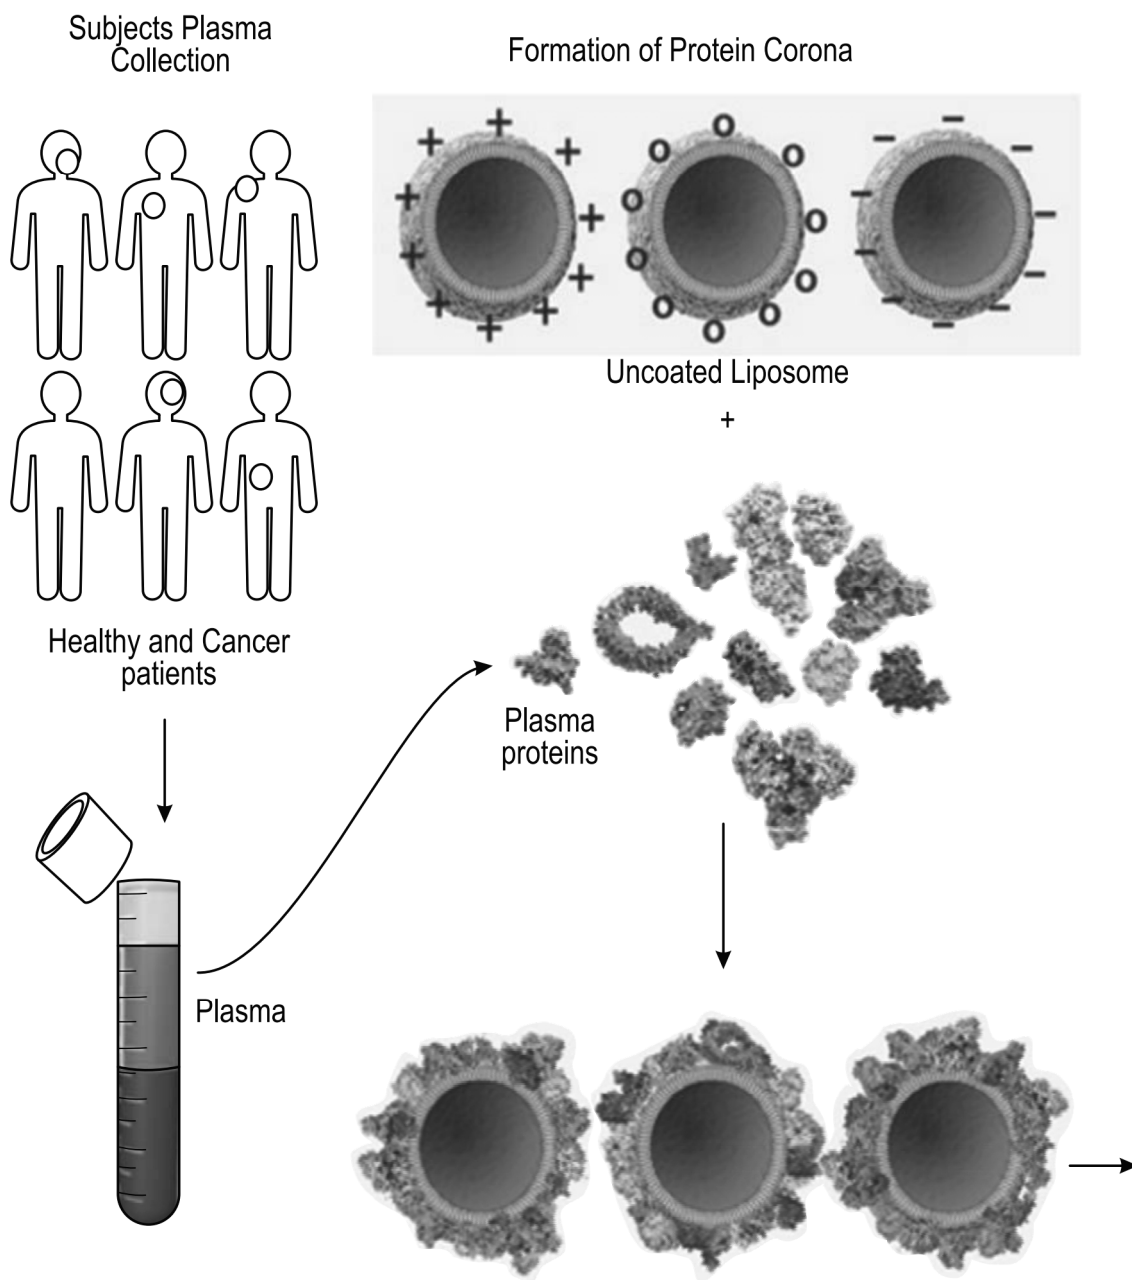 Subjects Plasma
Collection
Formation of Protein Corona
Uncoated Liposome
+
Healthy and Cancer
patients
Plasma
proteins
Plasma